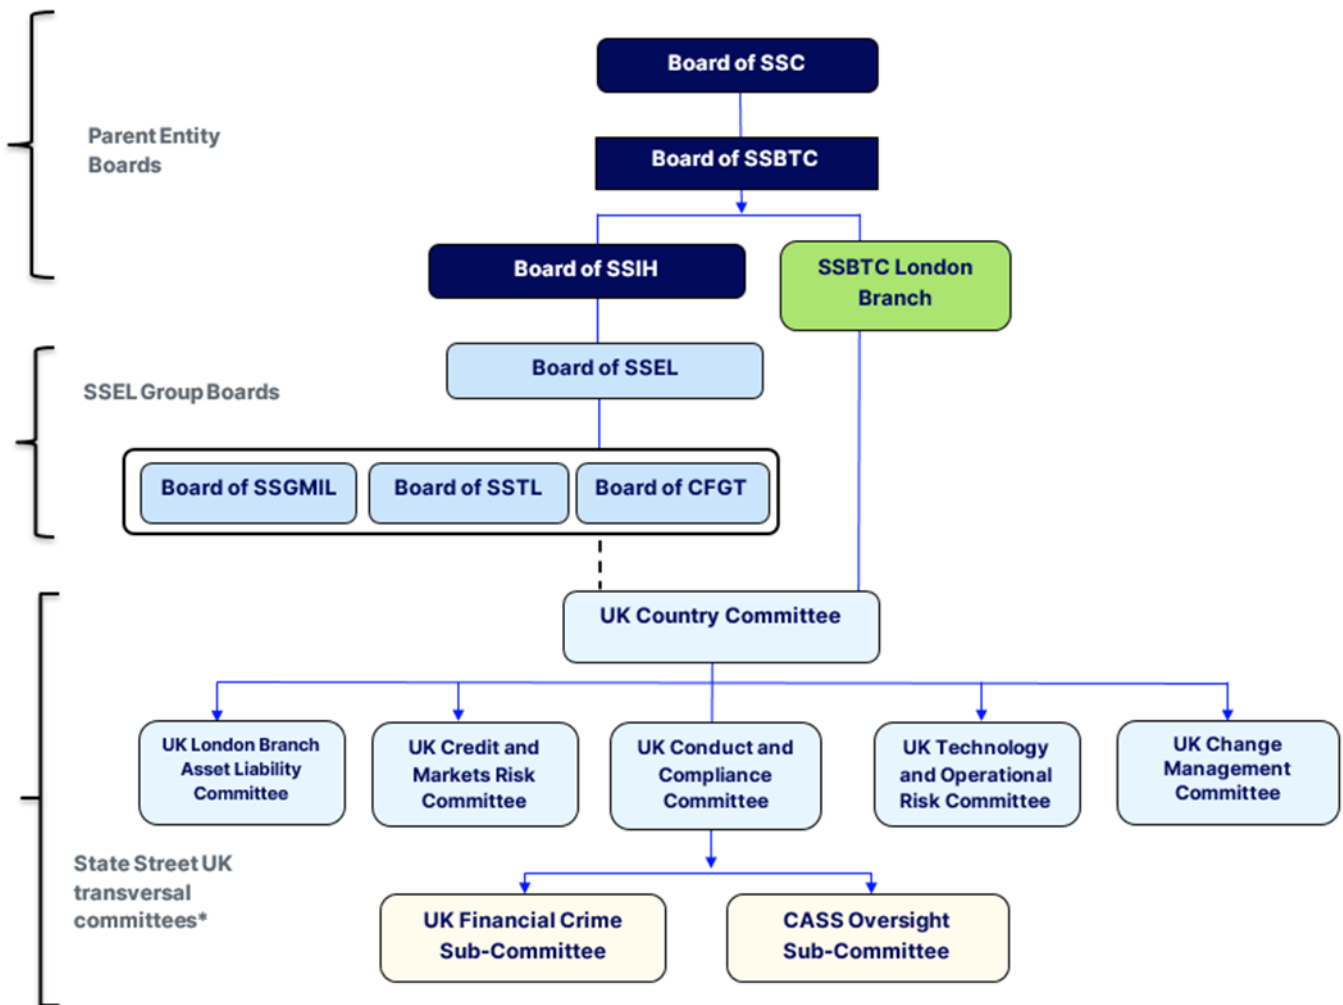 Board of SSC
Parent Entity
Boards
Board of SSBTC
Board of SSIH
SSBTC London
Branch
Board of SSEL
SSEL Group Boards
Board of SSGMIL
Board of SSTL
Board of CFGT
UK Country Committee
UK London Branch
Asset Liability
Committee
UK Credit and
Markets Risk
Committee
UK Conduct and
Compliance
Committee
UK Technology
and Operational
Risk Committee
UK Change
Management
Committee
State Street UK
transversal
committees*
UK Financial Crime
Sub-Committee
CASS Oversight
Sub-Committee